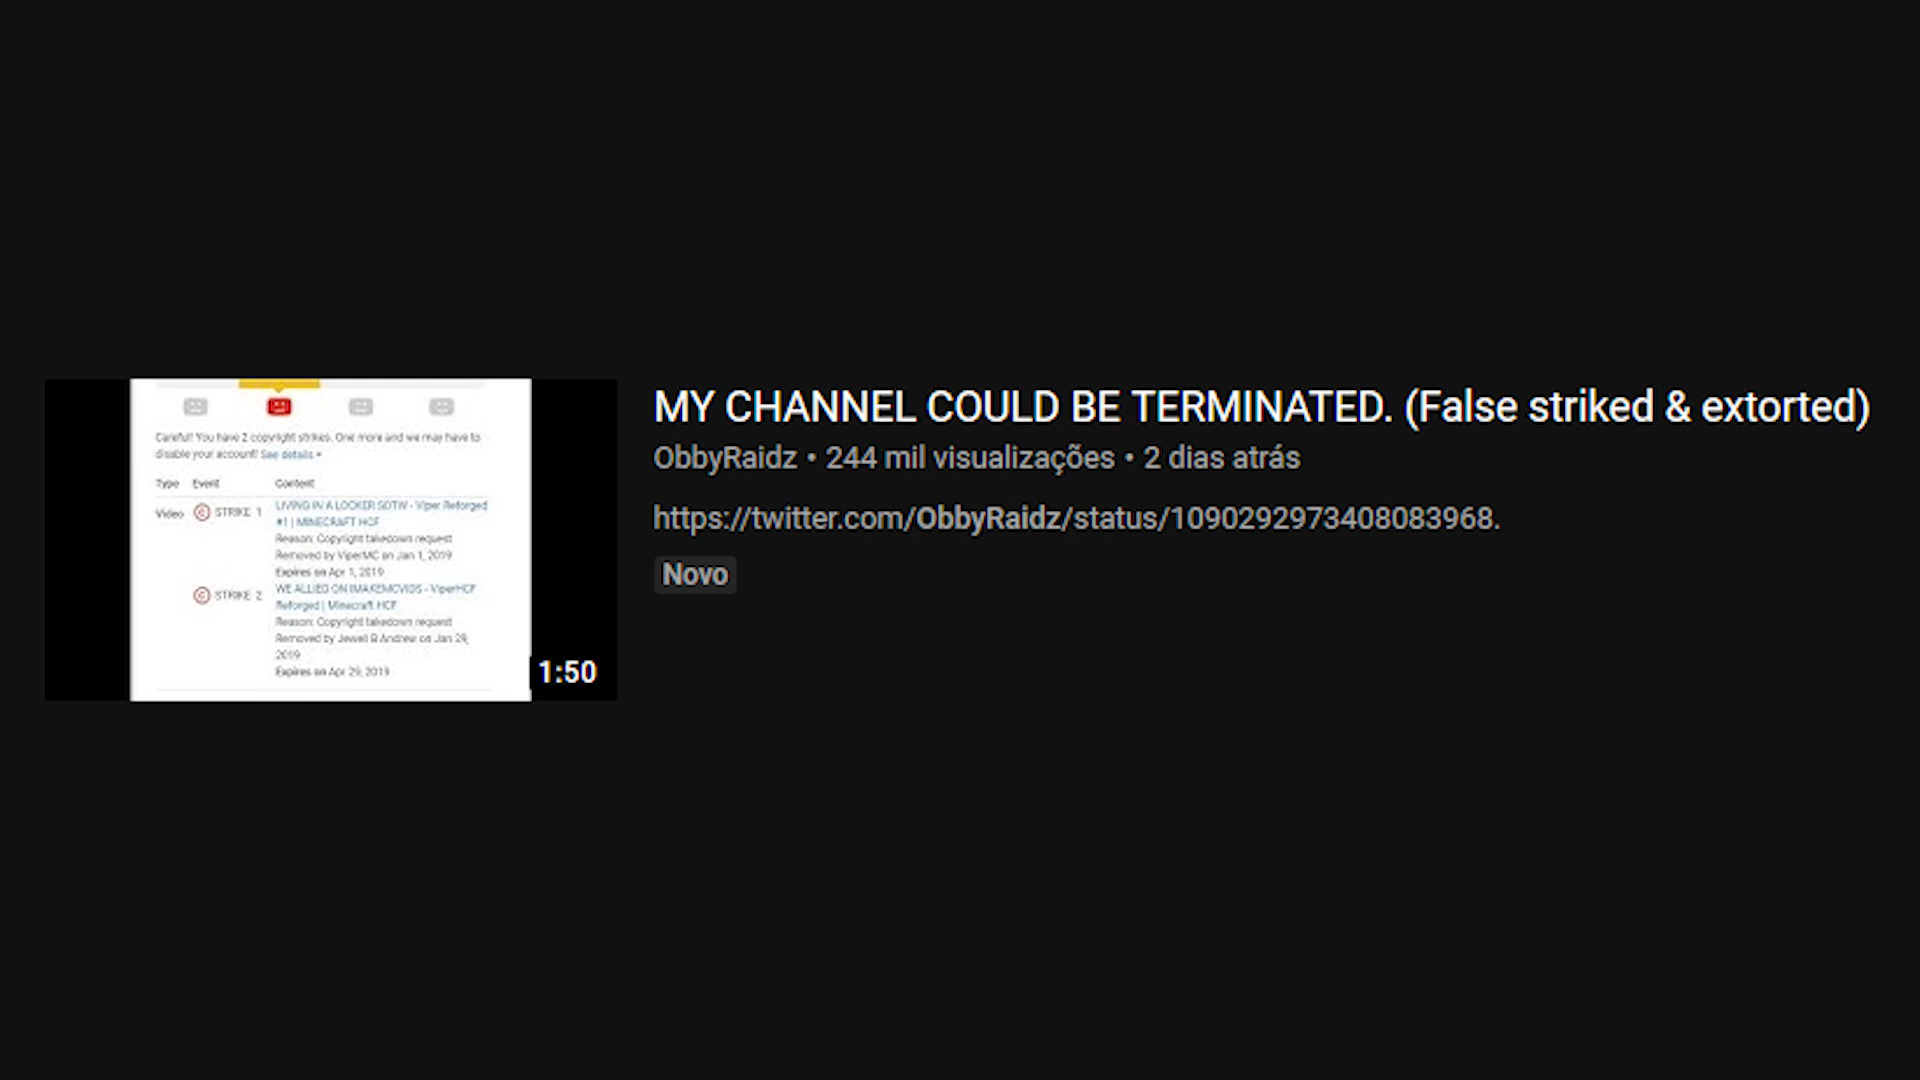 Careful! You have 2 copyright strikes. One more and we may have to
disable your account! See details
Type Event Content
Video STRIKE 1 LIVING IN A LOCKER SOTW - Viper Reforged
#1 | MINECRAFT HCF
Reason: Copyright takedown request
Removed by ViperMC on Jan 1, 2019
Expires on Apr 1, 2019
STRIKE 2 WE ALLIED ON IMAKEMCVIDS - ViperHCF
Reforged | Minecraft HCF
Reason: Copyright takedown request
Removed by Jewell B Andrew on Jan 29,
2019
Expires on Apr 29, 2019
1:50
MY CHANNEL COULD BE TERMINATED. (False striked & extorted)
ObbyRaidz • 244 mil visualizações • 2 dias atrás
https://twitter.com/ObbyRaidz/status/1090292973408083968.
Novo